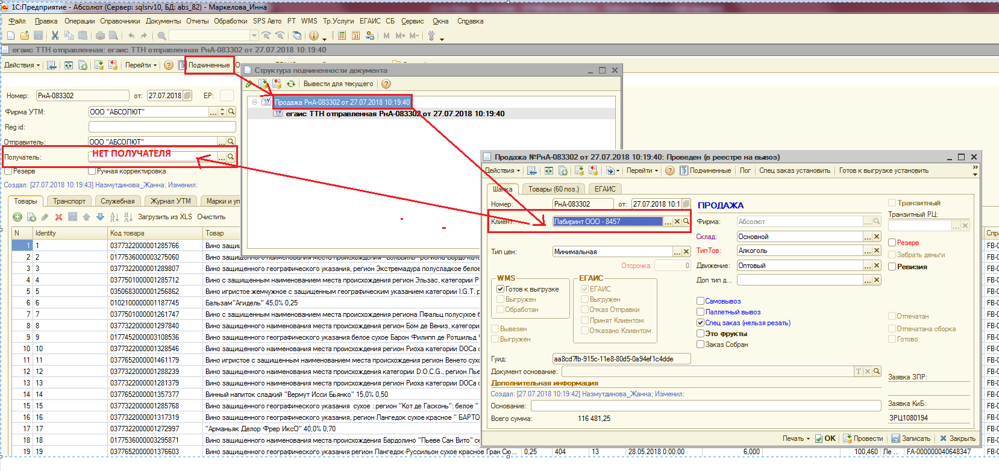 1С:Предприятие - Абсолют (Сервер: sqlsrv10, БД: abs_82) - Маркелова_Инна
Файл Правка Операции Справочники Документы Отчеты Обработки SPS Авто РТ WMS Тр.Услуги ЕГАИС СБ Сервис Окна Справка
M M+ M-
егаис ТТН отправленная: егаис ТТН отправленная РнА-083302 от 27.07.2018 10:19:40
Действия Перейти Подчиненные
Номер: РнА-083302 от: 27.07.2018 ЕР:
Фирма УТМ: ООО "АБСОЛЮТ"
Reg id:
Отправитель: ООО "АБСОЛЮТ"
Получатель: НЕТ ПОЛУЧАТЕЛЯ
Резерв Ручная корректировка
Создал: [27.07.2018 10:19:43] Назмутдинова_Жанна; Изменил:
Товары Транспорт Служебная Журнал УТМ Марки и уп
Загрузить из XLS Очистить
N Identity Код товара Товар Спра
1 1 0377322000001285766 Вино защищ FB-0
2 2 0177536000003275060 FB-0
3 3 0377322000001289807 Вино защищенного географического указания, регион Экстремадура полусладкое бело FB-0
4 4 0377501000001285712 Вино с защищенным наименованием места происхождения регион Эльзас, категории FB-0
5 5 0350683000001256862 Вино игристое жемчужное с защищенным географическим указанием категории I.G.T. р FB-0
6 6 0102100000001187745 Бальзам"Агидель" 45,0% 0,25 FB-0
7 7 0377501000001261747 Вино с защищенным наименованием места происхождения региона Пфальц полусухое б FB-0
8 8 0377322000001297840 Вино с защищенным наименованием места происхождения регион Бом де Вениз, категори FB-0
9 9 0177452000003108536 Вино защищенного географического указания белое сухое Барон Филипп де Ротшильд FB-0
10 10 0377322000001328546 Вино защищенного наименования места происхождения регион Риоха категории DOCa с FB-0
11 11 0377652000001461179 Вино игристое с защищенным наименованием места происхождения регион Венето сухо FB-0
12 12 0377322000001288239 Вино защищенного наименования места происхождения категории D.O.C.G., регион Пье FB-0
13 13 0377322000001281379 Вино защищенного наименования места происхождения регион Риоха категории DOCa с FB-0
14 14 0377652000001357377 Винный напиток сладкий "Вермут Исси Бьянко" 15,0% 0,50 FB-0
15 15 0377322000001285768 Вино защищенного географического указания сухое : регион "Кот де Гасконь": белое " FB-0
16 16 0377322000001317319 Вино защищенного географического указания, регион Лангедок сухое красное " БАРТО FB-0
17 17 0377322000001272997 "Арманьяк Делор Фрер ИксО" 40,0% 0,70 FB-0
18 18 0177536000003295871 Вино защищенного наименования места происхождения Бардолино "Пьеве Сан Вито" се FB-0
19 19 0377652000001376603 Вино защищенного географического указания регион Лангедок-Руссильон сухое красное Гран Сю... 0,25 404 13 28.05.2018 0:00:00 6,000 100,460 Ле ... FA-000000040648347 FB-0
Структура подчиненности документа
Вывести для текущего
Продажа РнА-083302 от 27.07.2018 10:19:40
егаис ТТН отправленная РнА-083302 от 27.07.2018 10:19:40
Продажа №РнА-083302 от 27.07.2018 10:19:40: Проведен (в реестре на вывоз)
Действия Перейти Подчиненные Лог Спец заказ установить Готов к выгрузке установить
Шапка Товары (60 поз.) ЕГАИС
Номер: РнА-083302 от: 27.07.2018 10:1 ПРОДАЖА Транзитный
Транзитный РЦ:
Клиент: Лабиринт ООО - 8457 Фирма: Абсолют
Склад: Основной
Тип цен: Минимальная ТипТов: Алкоголь Резерв
Забрать деньги
Отсрочка: 0 Движение: Оптовый Ревизия
Доп тип д...
WMS ЕГАИС
Готов к выгрузке ЕГАИС
Выгружен Выгружен Самовывоз
Обработан Отказ Отправки Паллетный вывоз
Принят Клиентом Спец заказ (нельзя резать) Отпечатан
Вывезен Отказано Клиентом Это фрукты Отпечатана сборка
Выгружен Заказ Собран Готово
Гуид: aa8cd7fb-915c-11e8-80d5-0a94ef1c4dde
Документ основание: T
Заявка ЗПР:
Дополнительная информация
Создал: [27.07.2018 10:19:42] Назмутдинова_Жанна; Изменил:
Основание: Заявка КиБ:
Всего сумма: 116 481,25 ЗРЦ1080194
Печать OK Провести Записать Закрыть